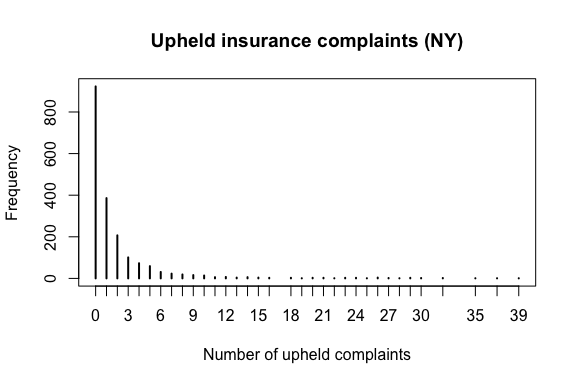 Upheld insurance complaints (NY)
Frequency
800
600
400
200
0
0 3 6 9 12 15 18 21 24 27 30 35 39
Number of upheld complaints